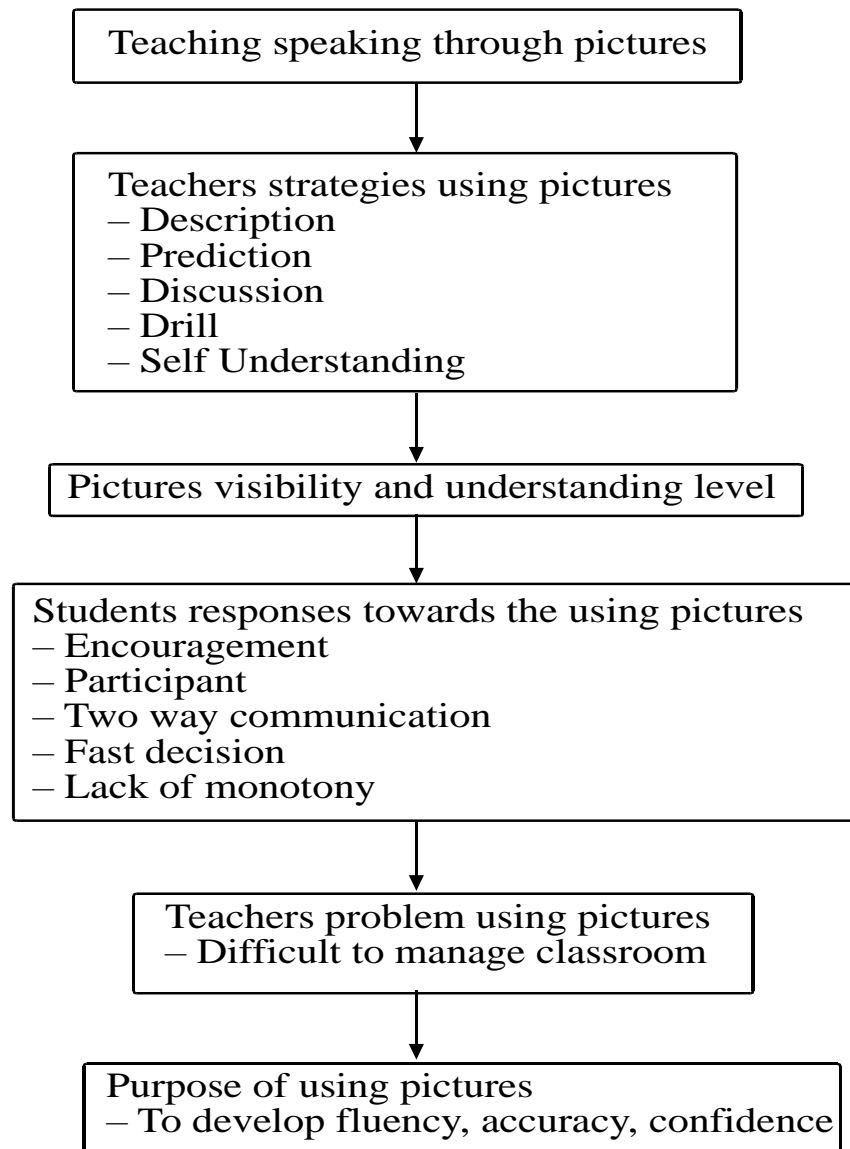 Teaching speaking through pictures
Teachers strategies using pictures
– Description
– Prediction
– Discussion
– Drill
– Self Understanding
Pictures visibility and understanding level
Students responses towards the using pictures
– Encouragement
– Participant
– Two way communication
– Fast decision
– Lack of monotony
Teachers problem using pictures
– Difficult to manage classroom
Purpose of using pictures
– To develop fluency, accuracy, confidence